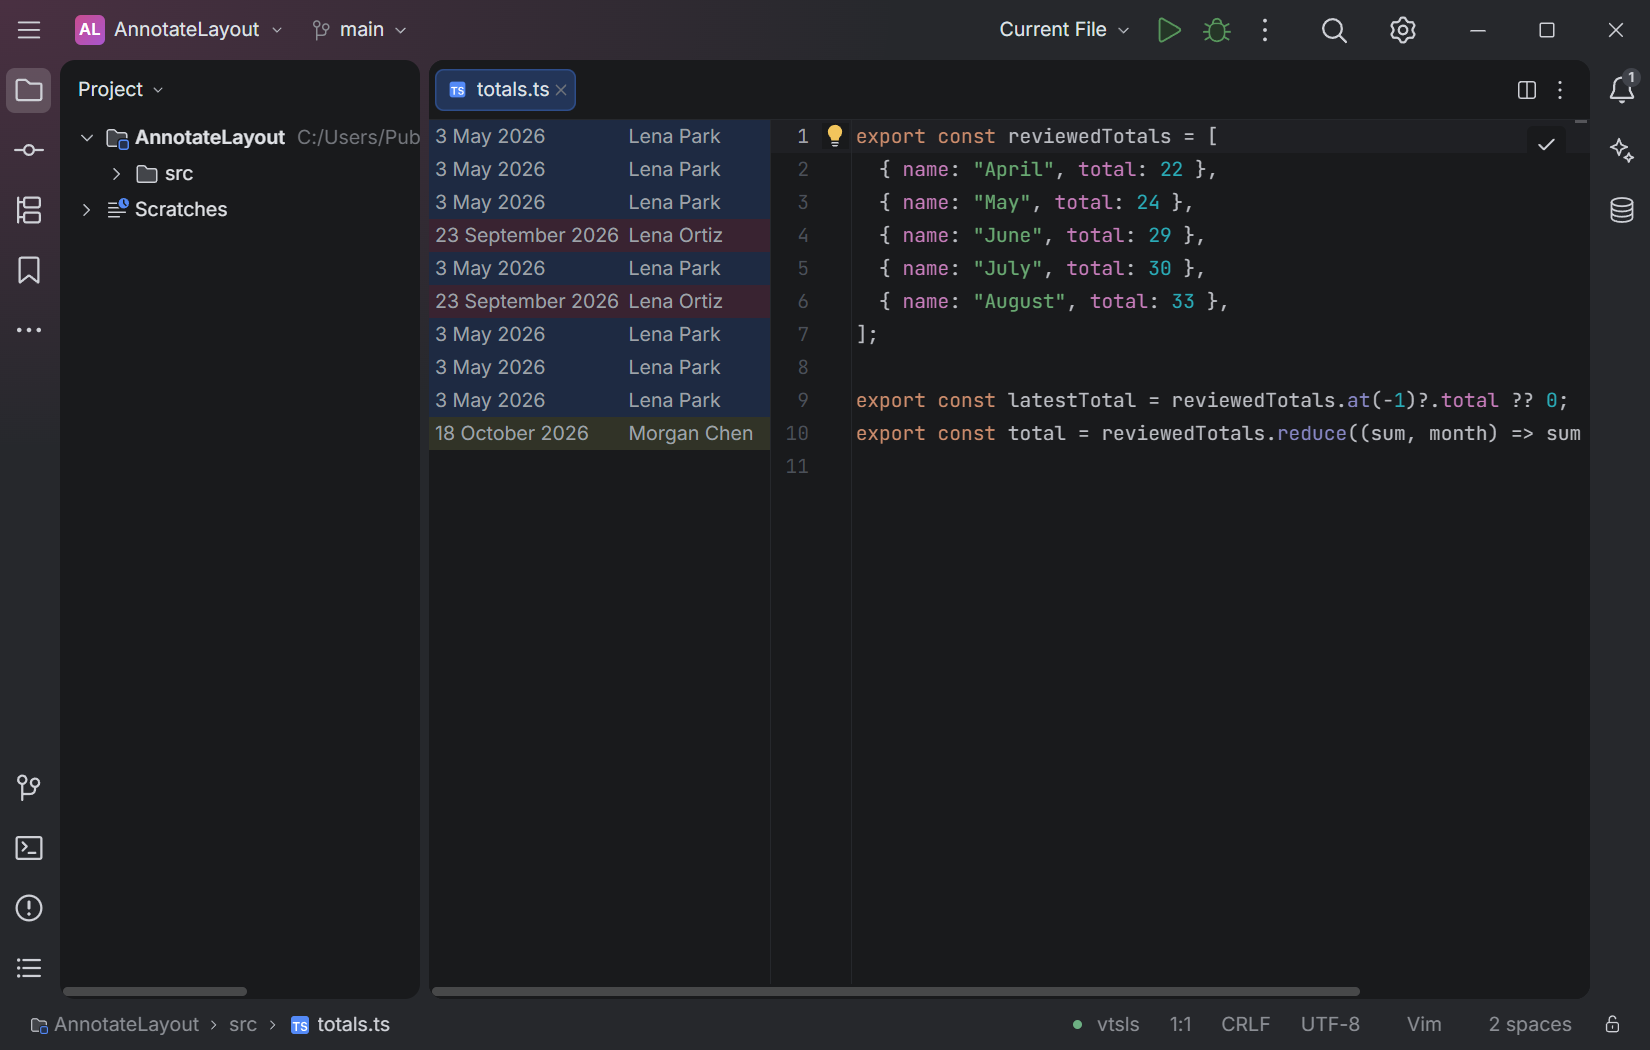 AL AnnotateLayout main Current File
Project
totals.ts
1
AnnotateLayout C:/Users/Pub
src
Scratches
3 May 2026 Lena Park 1 export const reviewedTotals = [
3 May 2026 Lena Park 2 { name: "April", total: 22 },
3 May 2026 Lena Park 3 { name: "May", total: 24 },
23 September 2026 Lena Ortiz 4 { name: "June", total: 29 },
3 May 2026 Lena Park 5 { name: "July", total: 30 },
23 September 2026 Lena Ortiz 6 { name: "August", total: 33 },
3 May 2026 Lena Park 7 ];
3 May 2026 Lena Park 8
3 May 2026 Lena Park 9 export const latestTotal = reviewedTotals.at(-1)?.total ?? 0;
18 October 2026 Morgan Chen 10 export const total = reviewedTotals.reduce((sum, month) => sum
11
AnnotateLayout > src > TS totals.ts vtsls 1:1 CRLF UTF-8 Vim 2 spaces